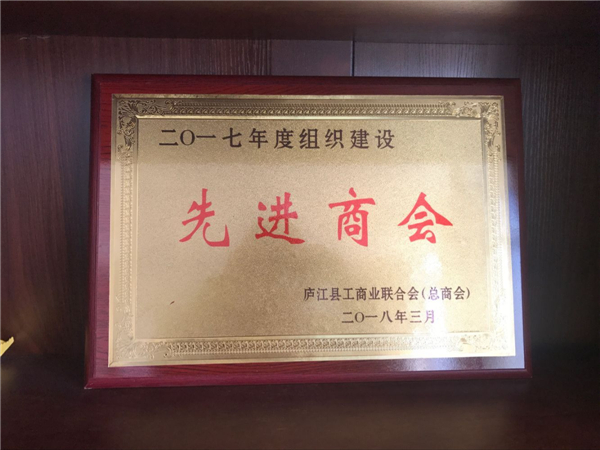 二〇一七年度组织建设
先进商会
庐江县工商业联合会(总商会)
二〇一八年三月